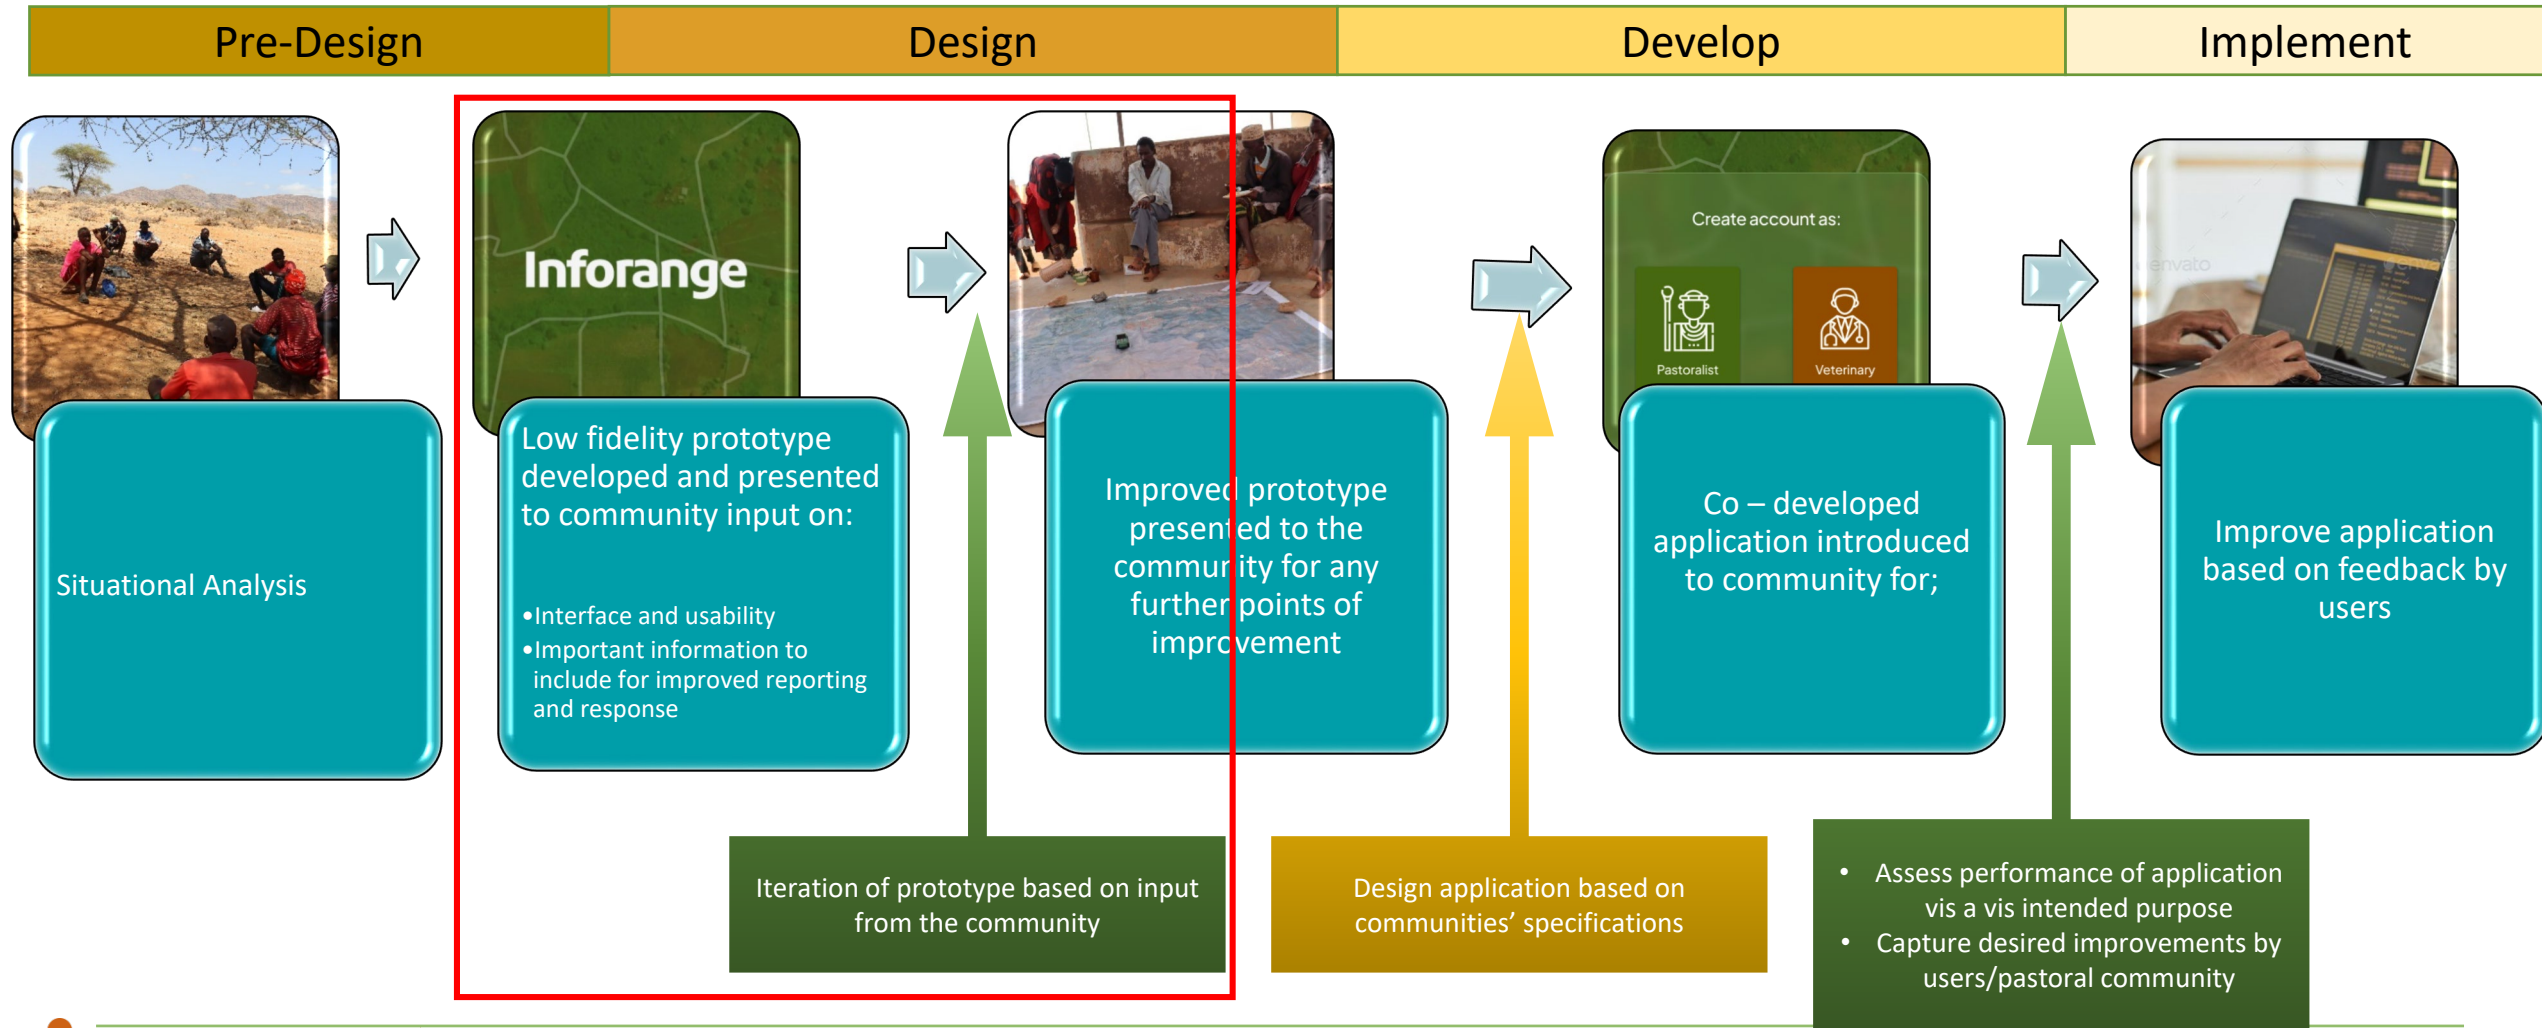 Pre-Design
Design
Develop
Implement
Inforange
Create account as:
Pastoralist
Veterinary
Situational Analysis
Low fidelity prototype
developed and presented
to community input on:
•Interface and usability
•Important information to
include for improved reporting
and response
Improved prototype
presented to the
community for any
further points of
improvement
Co – developed
application introduced
to community for;
Improve application
based on feedback by
users
Iteration of prototype based on input
from the community
Design application based on
communities’ specifications
• Assess performance of application
vis a vis intended purpose
• Capture desired improvements by
users/pastoral community
envato